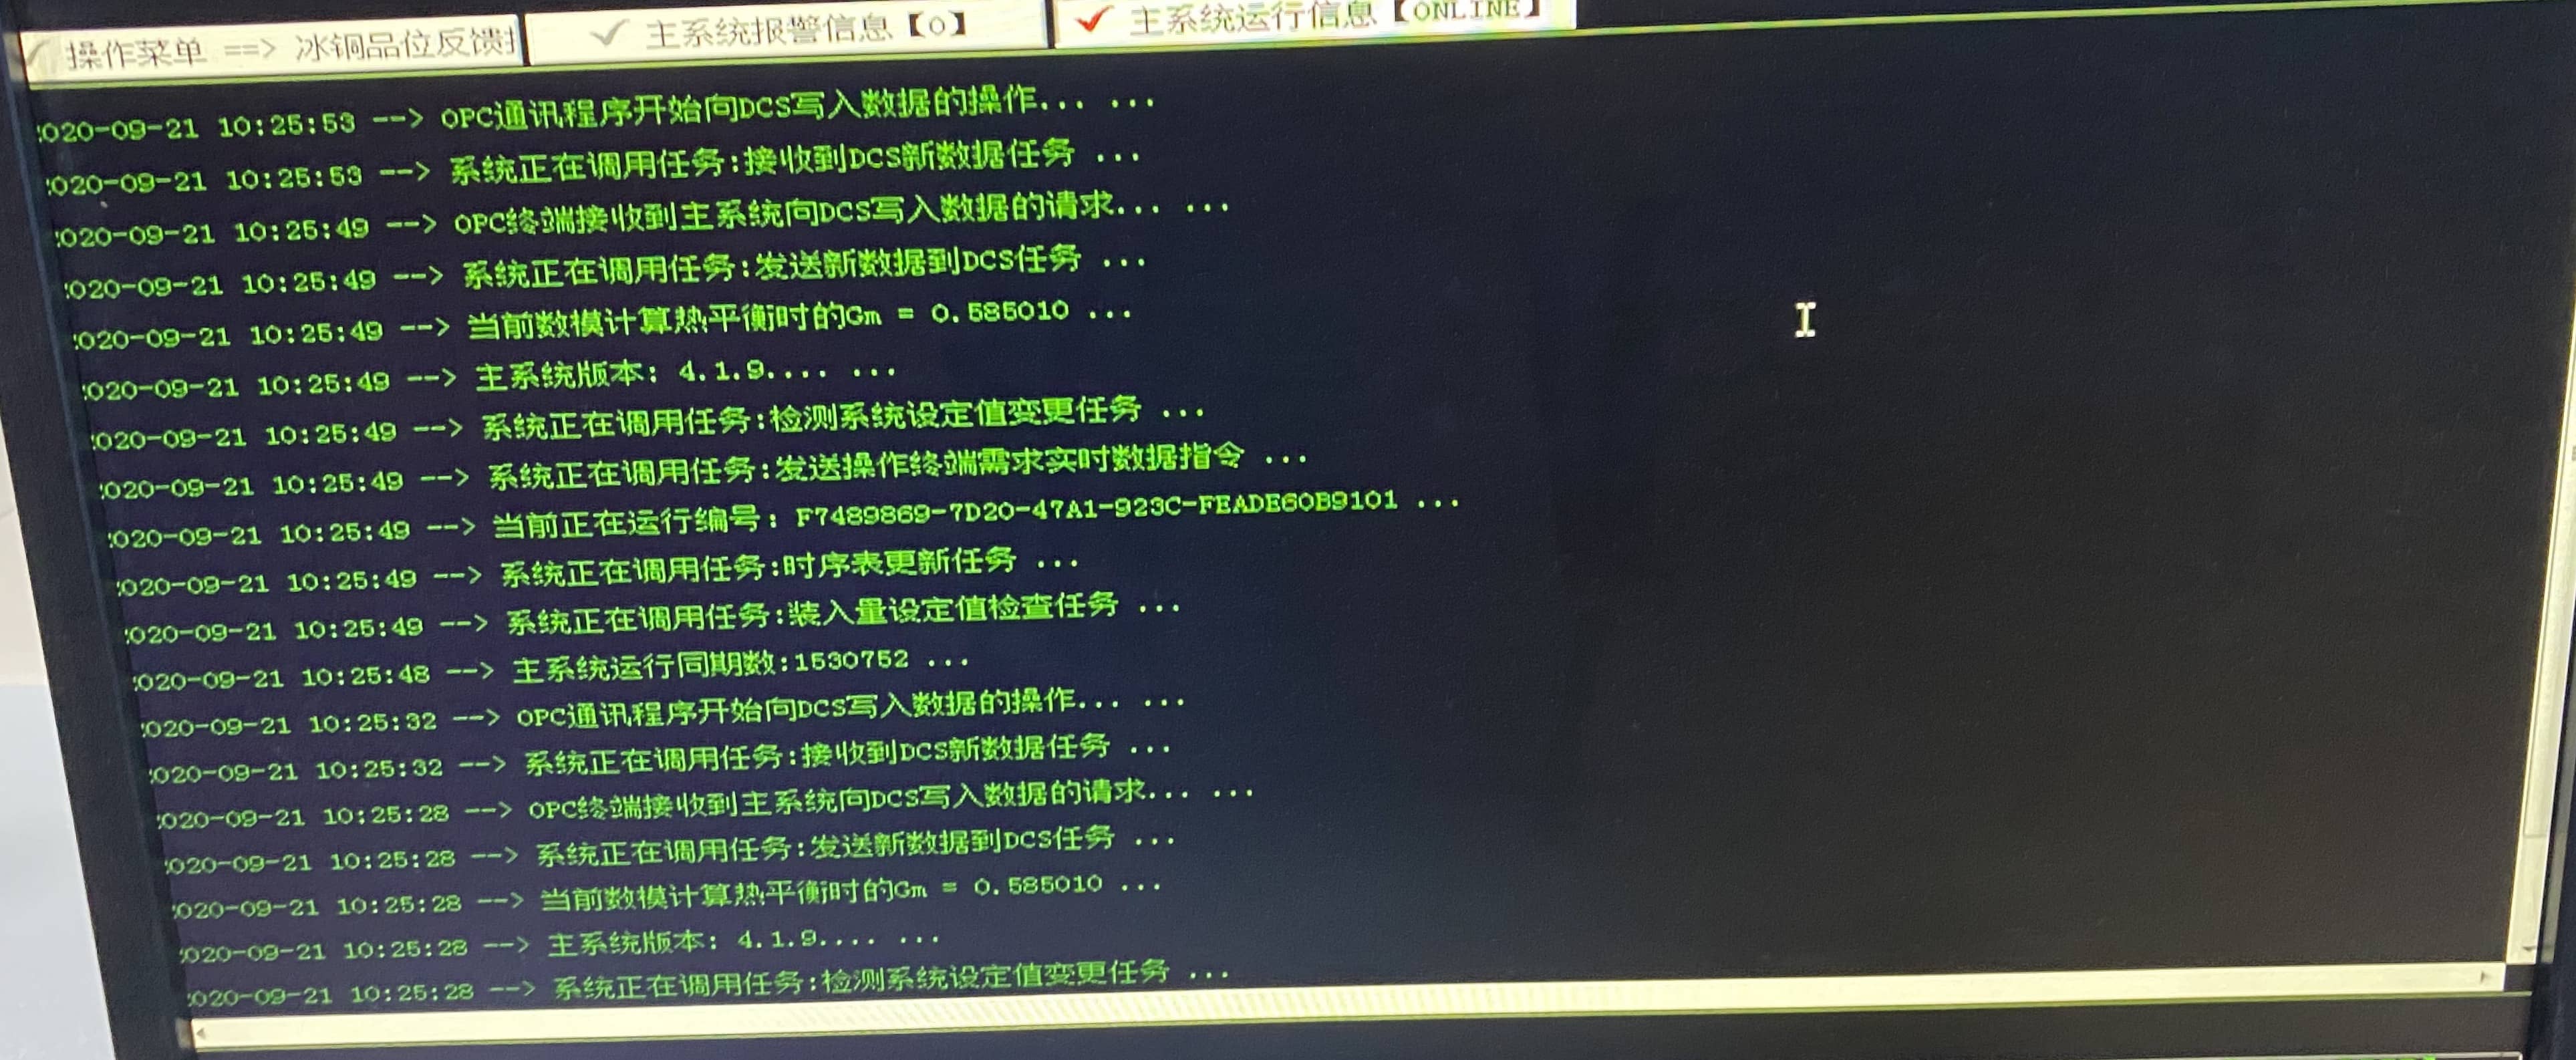 操作菜单 ==> 冰铜品位反馈
主系统报警信息【0】
主系统运行信息【ONLINE】
020-09-21 10:25:53 --> OPC通讯程序开始向DCS写入数据的操作... ...
020-09-21 10:25:53 --> 系统正在调用任务:接收到DCS新数据任务 ...
020-09-21 10:25:49 --> OPC终端接收到主系统向DCS写入数据的请求... ...
020-09-21 10:25:49 --> 系统正在调用任务:发送新数据到DCS任务 ...
020-09-21 10:25:49 --> 当前数模计算热平衡时的Gm = 0.585010 ...
020-09-21 10:25:49 --> 主系统版本: 4.1.9.... ...
020-09-21 10:25:49 --> 系统正在调用任务:检测系统设定值变更任务 ...
020-09-21 10:25:49 --> 系统正在调用任务:发送操作终端需求实时数据指令 ...
020-09-21 10:25:49 --> 当前正在运行编号: F7489869-7D20-47A1-923C-FEADE60B9101 ...
020-09-21 10:25:49 --> 系统正在调用任务:时序表更新任务 ...
020-09-21 10:25:49 --> 系统正在调用任务:装入量设定值检查任务 ...
020-09-21 10:25:48 --> 主系统运行同期数:1530752 ...
020-09-21 10:25:32 --> OPC通讯程序开始向DCS写入数据的操作... ...
020-09-21 10:25:32 --> 系统正在调用任务:接收到DCS新数据任务 ...
020-09-21 10:25:28 --> OPC终端接收到主系统向DCS写入数据的请求... ...
020-09-21 10:25:28 --> 系统正在调用任务:发送新数据到DCS任务 ...
020-09-21 10:25:28 --> 当前数模计算热平衡时的Gm = 0.585010 ...
020-09-21 10:25:28 --> 主系统版本: 4.1.9.... ...
020-09-21 10:25:28 --> 系统正在调用任务:检测系统设定值变更任务 ...